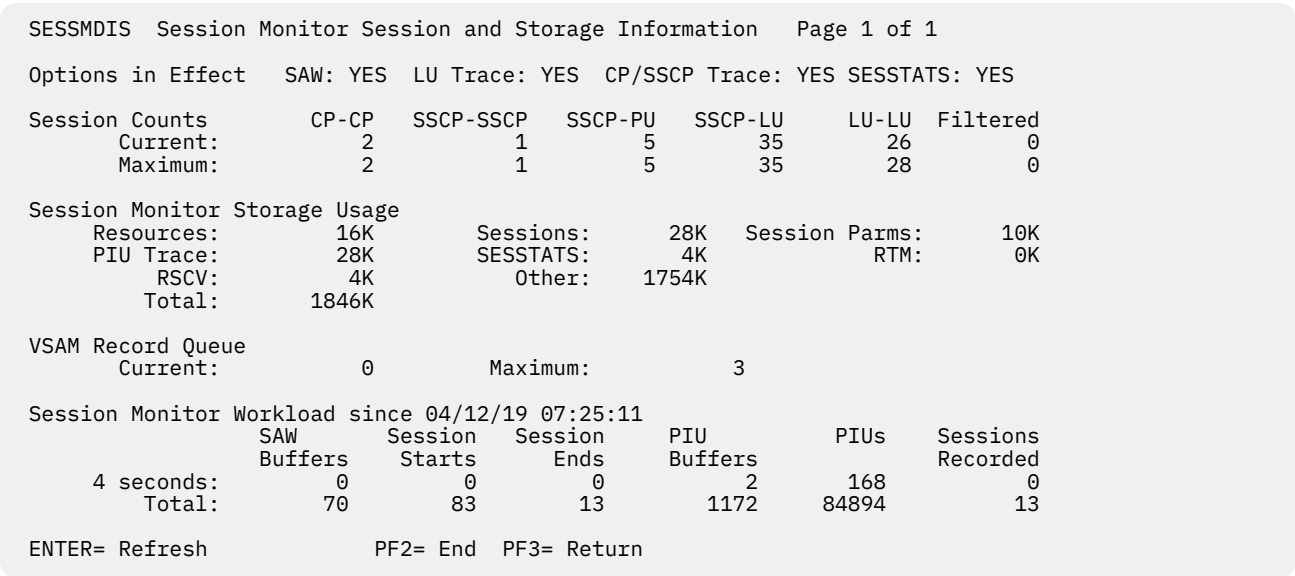 SESSMDIS  Session Monitor Session and Storage Information   Page 1 of 1
Options in Effect   SAW: YES  LU Trace: YES  CP/SSCP Trace: YES SESSTATS: YES
Session Counts        CP-CP   SSCP-SSCP   SSCP-PU   SSCP-LU     LU-LU  Filtered
       Current:           2           1         5        35        26         0
       Maximum:           2           1         5        35        28         0
Session Monitor Storage Usage
     Resources:         16K        Sessions:      28K   Session Parms:      10K
     PIU Trace:         28K        SESSTATS:       4K             RTM:       0K
          RSCV:          4K           Other:    1754K
         Total:       1846K
VSAM Record Queue
       Current:           0         Maximum:           3
Session Monitor Workload since 04/12/19 07:25:11
                  SAW       Session   Session     PIU          PIUs    Sessions
                  Buffers    Starts      Ends     Buffers              Recorded
     4 seconds:         0         0         0           2       168           0
         Total:        70        83        13        1172     84894          13
ENTER= Refresh             PF2= End  PF3= Return